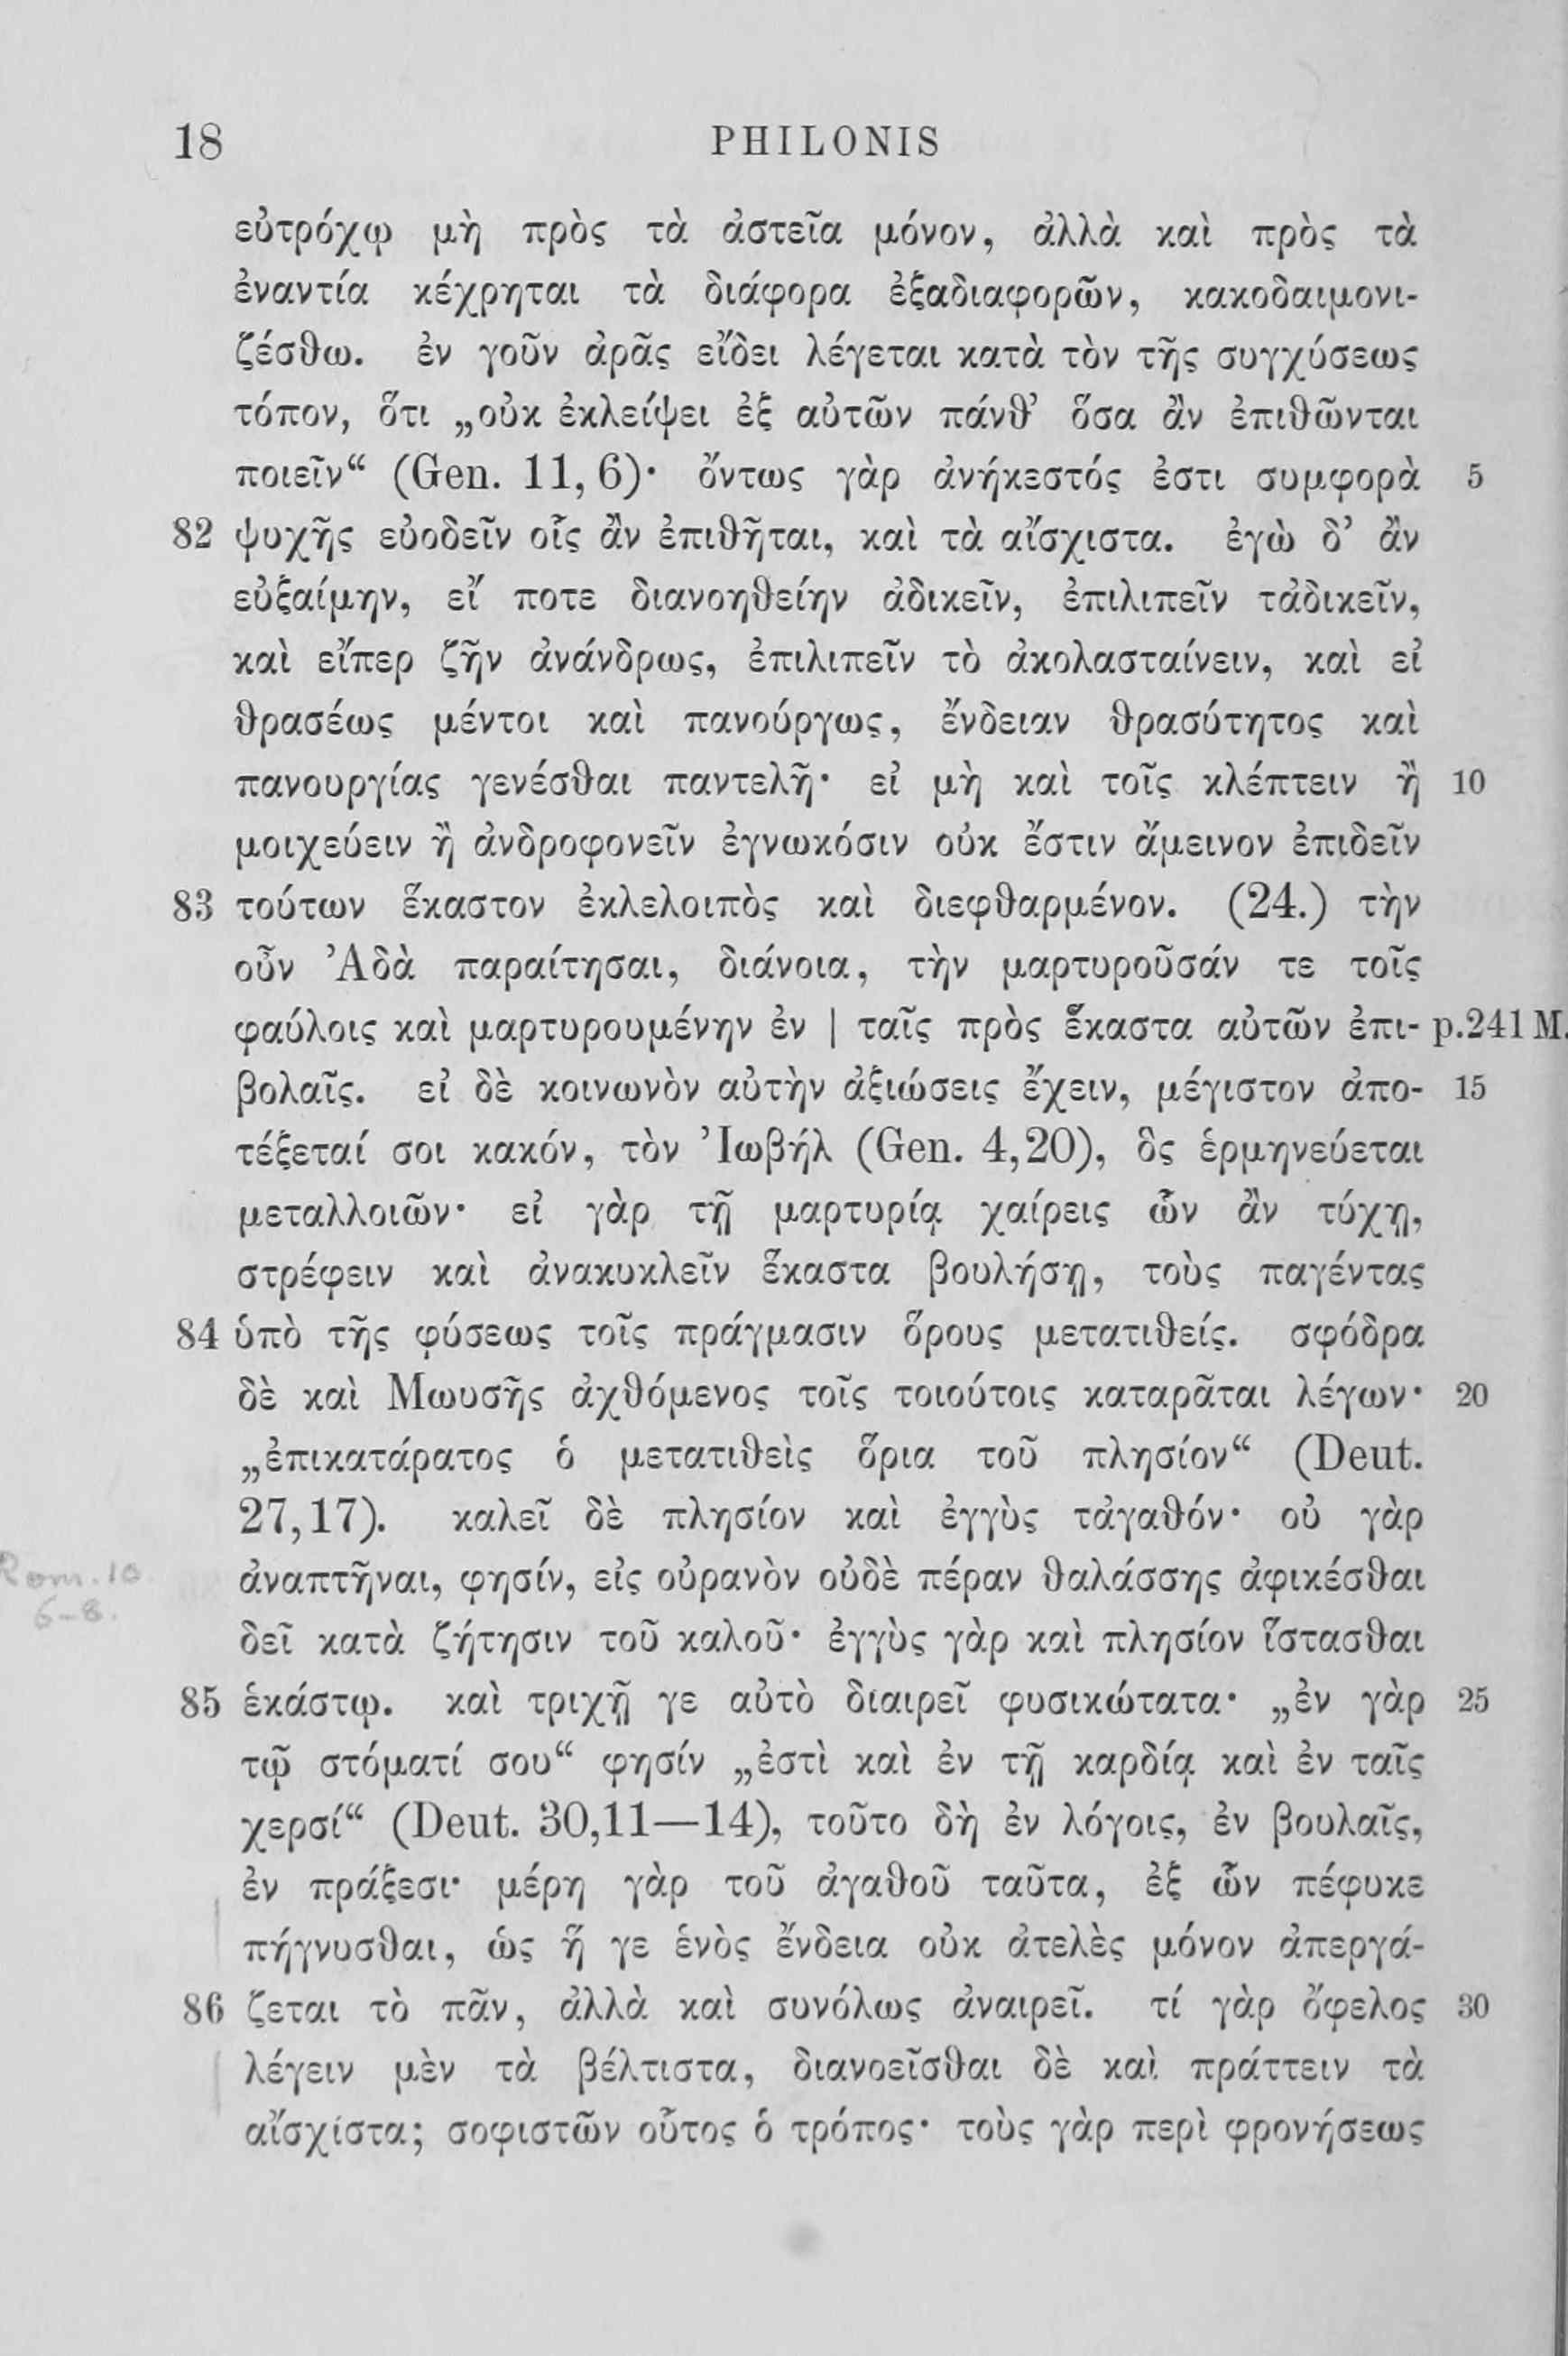 18 PHILONIS
εὐτρόχῳ μὴ πρὸς τὰ ἀστεῖα μόνον, ἀλλὰ καὶ πρὸς τὰ
ἐναντία κέχρηται τὰ διάφορα ἐξαδιαφορῶν, κακοδαιμονι-
ζέσθω. ἐν γοῦν ἀρᾶς εἴδει λέγεται κατὰ τὸν τῆς συγχύσεως
τόπον, ὅτι „οὐκ ἐκλείψει ἐξ αὐτῶν πάνθ’ ὅσα ἂν ἐπιθῶνται
ποιεῖν“ (Gen. 11, 6)· ὄντως γὰρ ἀνήκεστός ἐστι συμφορὰ 5
82 ψυχῆς εὐοδεῖν οἷς ἂν ἐπιθῆται, καὶ τὰ αἴσχιστα. ἐγὼ δ’ ἂν
εὐξαίμην, εἴ ποτε διανοηθείην ἀδικεῖν, ἐπιλιπεῖν τἀδικεῖν,
καὶ εἴπερ ζῆν ἀνάνδρως, ἐπιλιπεῖν τὸ ἀκολασταίνειν, καὶ εἰ
θρασέως μέντοι καὶ πανούργως, ἔνδειαν θρασύτητος καὶ
πανουργίας γενέσθαι παντελῆ· εἰ μὴ καὶ τοῖς κλέπτειν ἢ 10
μοιχεύειν ἢ ἀνδροφονεῖν ἐγνωκόσιν οὐκ ἔστιν ἄμεινον ἐπιδεῖν
83 τούτων ἕκαστον ἐκλελοιπὸς καὶ διεφθαρμένον. (24.) τὴν
οὖν Ἀδὰ παραίτησαι, διάνοια, τὴν μαρτυροῦσάν τε τοῖς
φαύλοις καὶ μαρτυρουμένην ἐν | ταῖς πρὸς ἕκαστα αὐτῶν ἐπι- p.241 M.
βολαῖς. εἰ δὲ κοινωνὸν αὐτὴν ἀξιώσεις ἔχειν, μέγιστον ἀπο- 15
τέξεταί σοι κακόν, τὸν Ἰωβήλ (Gen. 4,20), ὃς ἑρμηνεύεται
μεταλλοιῶν· εἰ γὰρ τῇ μαρτυρίᾳ χαίρεις ὧν ἂν τύχῃ,
στρέφειν καὶ ἀνακυκλεῖν ἕκαστα βουλήσῃ, τοὺς παγέντας
84 ὑπὸ τῆς φύσεως τοῖς πράγμασιν ὅρους μετατιθείς. σφόδρα
δὲ καὶ Μωυσῆς ἀχθόμενος τοῖς τοιούτοις καταρᾶται λέγων· 20
„ἐπικατάρατος ὁ μετατιθεὶς ὅρια τοῦ πλησίον“ (Deut.
27,17). καλεῖ δὲ πλησίον καὶ ἐγγὺς τἀγαθόν· οὐ γὰρ
ἀναπτῆναι, φησίν, εἰς οὐρανὸν οὐδὲ πέραν θαλάσσης ἀφικέσθαι
Rom. 10
6-8.
δεῖ κατὰ ζήτησιν τοῦ καλοῦ· ἐγγὺς γὰρ καὶ πλησίον ἵστασθαι
85 ἑκάστῳ. καὶ τριχῇ γε αὐτὸ διαιρεῖ φυσικώτατα· „ἐν γὰρ 25
τῷ στόματί σου“ φησίν „ἐστὶ καὶ ἐν τῇ καρδίᾳ καὶ ἐν ταῖς
χερσί“ (Deut. 30,11—14), τοῦτο δὴ ἐν λόγοις, ἐν βουλαῖς,
ἐν πράξεσι· μέρη γὰρ τοῦ ἀγαθοῦ ταῦτα, ἐξ ὧν πέφυκε
πήγνυσθαι, ὡς ἥ γε ἑνὸς ἔνδεια οὐκ ἀτελὲς μόνον ἀπεργά-
86 ζεται τὸ πᾶν, ἀλλὰ καὶ συνόλως ἀναιρεῖ. τί γὰρ ὄφελος 30
λέγειν μὲν τὰ βέλτιστα, διανοεῖσθαι δὲ καὶ πράττειν τὰ
αἴσχιστα; σοφιστῶν οὗτος ὁ τρόπος· τοὺς γὰρ περὶ φρονήσεως